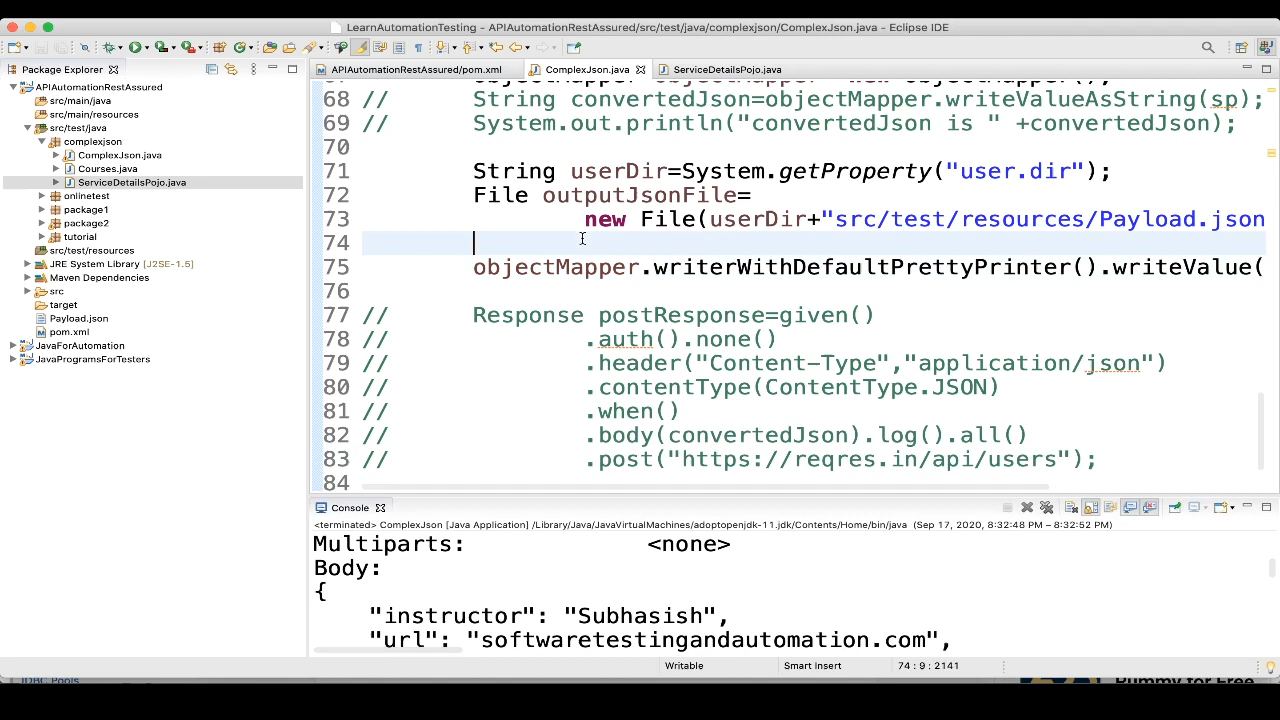 LearnAutomationTesting - APIAutomationRestAssured/src/test/java/complexjson/ComplexJson.java - Eclipse IDE
Package Explorer
APIAutomationRestAssured/pom.xml
ComplexJson.java
ServiceDetailsPojo.java
APIAutomationRestAssured
src/main/java
src/main/resources
src/test/java
complexjson
ComplexJson.java
Courses.java
ServiceDetailsPojo.java
onlinetest
package1
package2
tutorial
src/test/resources
JRE System Library [J2SE-1.5]
Maven Dependencies
src
target
Payload.json
pom.xml
JavaForAutomation
JavaProgramsForTesters
68 // String convertedJson=objectMapper.writeValueAsString(sp);
69 // System.out.println("convertedJson is " +convertedJson);
70
71 String userDir=System.getProperty("user.dir");
72 File outputJsonFile=
73 new File(userDir+"src/test/resources/Payload.json
74
75 objectMapper.writerWithDefaultPrettyPrinter().writeValue(
76
77 // Response postResponse=given()
78 // .auth().none()
79 // .header("Content-Type","application/json")
80 // .contentType(ContentType.JSON)
81 // .when()
82 // .body(convertedJson).log().all()
83 // .post("https://reqres.in/api/users");
84
Console
<terminated> ComplexJson [Java Application] /Library/Java/JavaVirtualMachines/adoptopenjdk-11.jdk/Contents/Home/bin/java (Sep 17, 2020, 8:32:48 PM – 8:32:52 PM)
Multiparts: <none>
Body:
{
"instructor": "Subhasish",
"url": "softwaretestingandautomation.com",
Writable
Smart Insert
74 : 9 : 2141